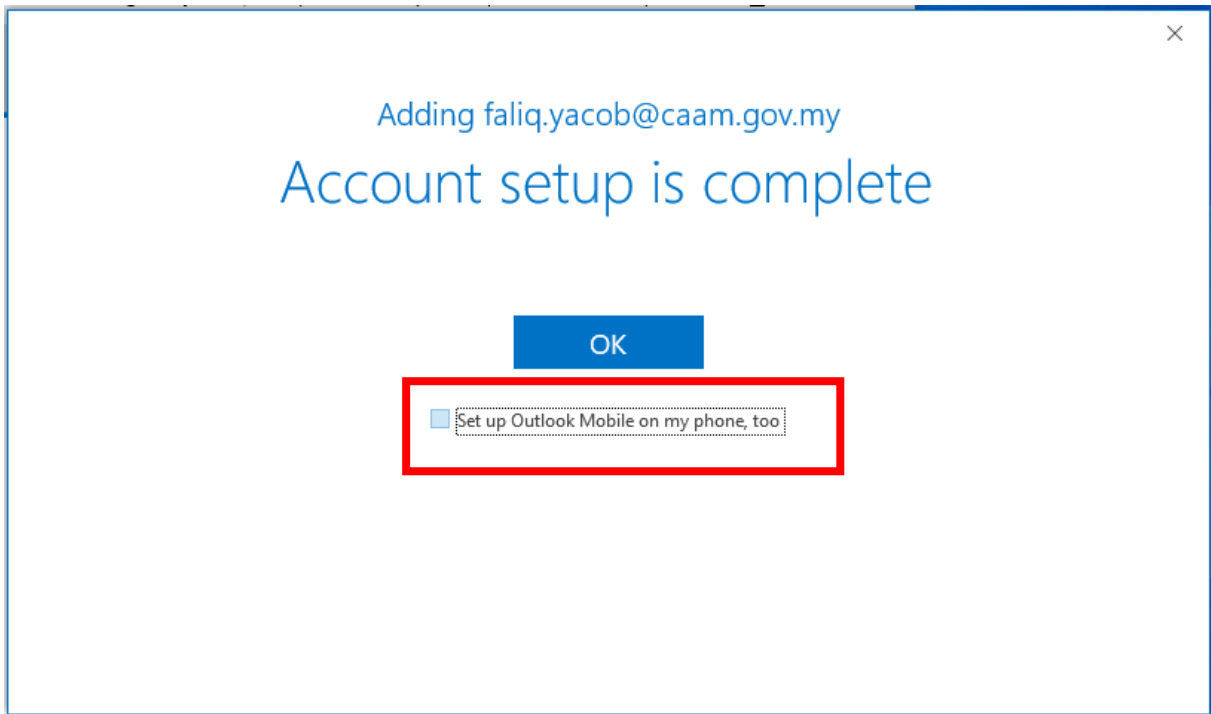 Adding faliq.yacob@caam.gov.my
Account setup is complete
OK
Set up Outlook Mobile on my phone, too